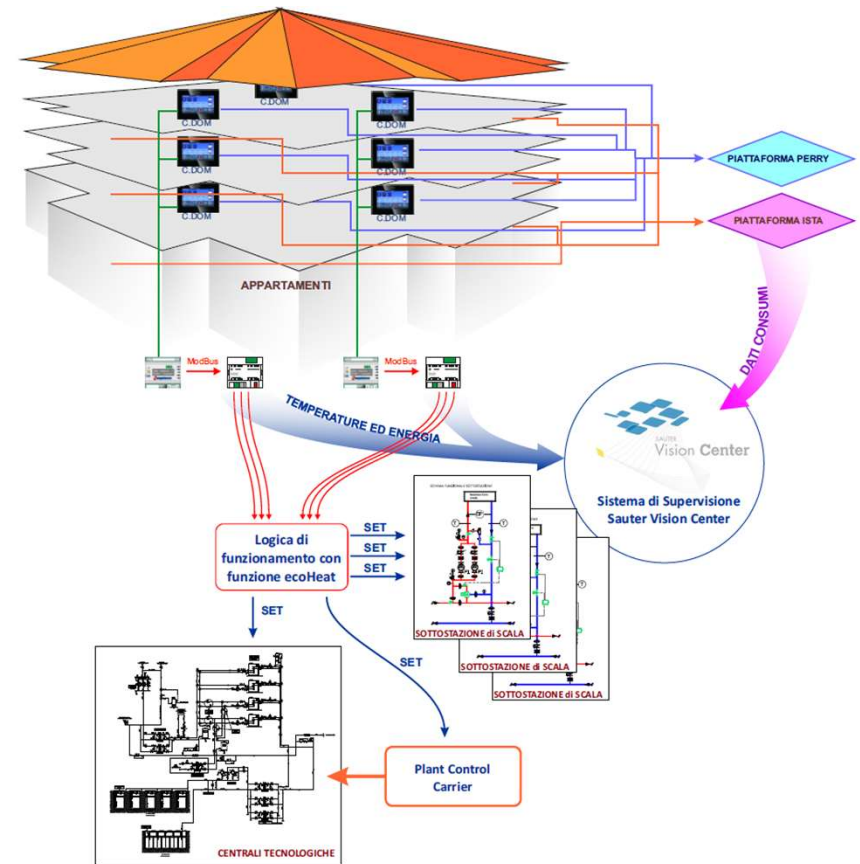 C.DOM
C.DOM
C.DOM
C.DOM
C.DOM
C.DOM
C.DOM
PIATTAFORMA PERRY
PIATTAFORMA ISTA
APPARTAMENTI
DATI CONSUMI
ModBus
ModBus
TEMPERATURE ED ENERGIA
SAUTER
Vision Center
Sistema di Supervisione
Sauter Vision Center
Logica di
funzionamento con
funzione ecoHeat
SET
SET
SET
SET
SET
SOTTOSTAZIONE di SCALA
SOTTOSTAZIONE di SCALA
SOTTOSTAZIONE di SCALA
Plant Control
Carrier
CENTRALI TECNOLOGICHE